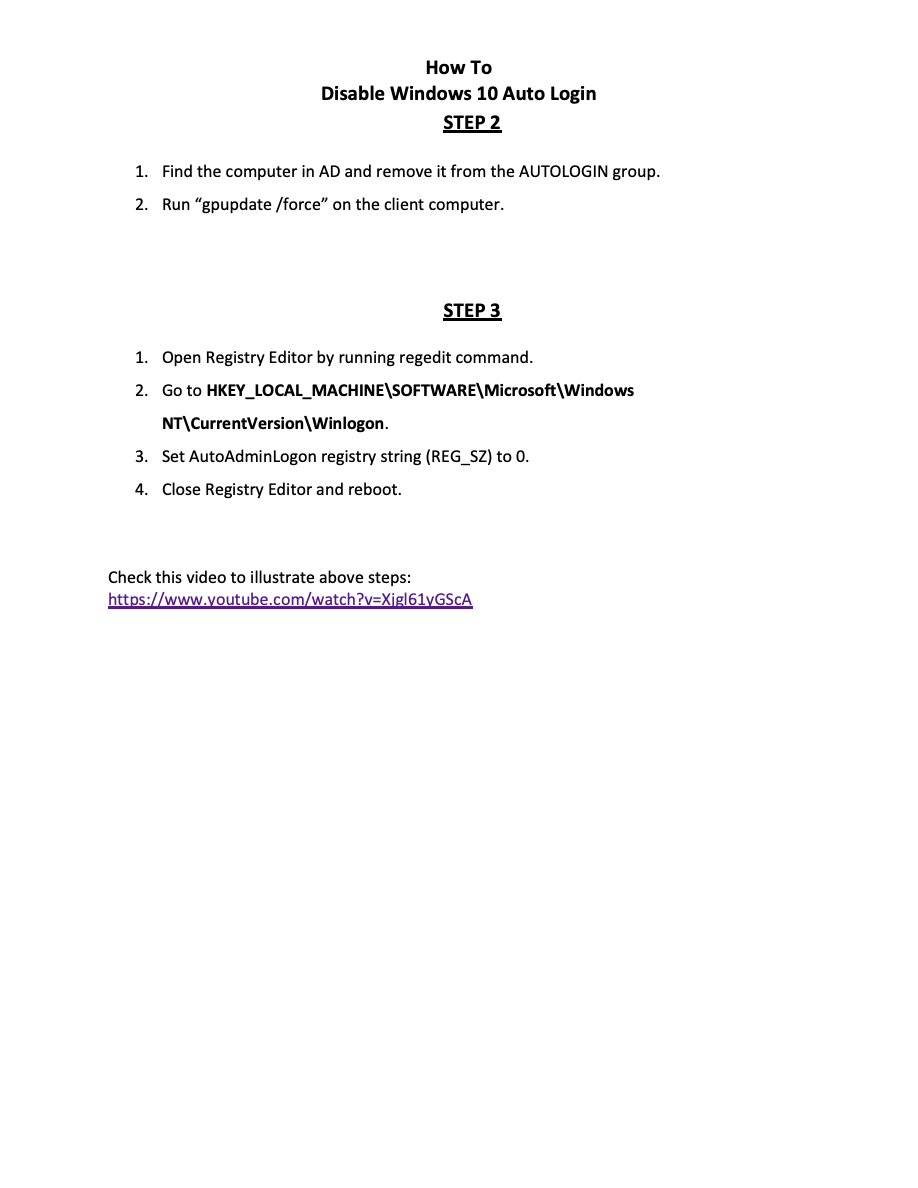 How To
Disable Windows 10 Auto Login
STEP 2
1. Find the computer in AD and remove it from the AUTOLOGIN group.
2. Run “gpupdate /force” on the client computer.
STEP 3
1. Open Registry Editor by running regedit command.
2. Go to HKEY_LOCAL_MACHINE\SOFTWARE\Microsoft\Windows
NT\CurrentVersion\Winlogon.
3. Set AutoAdminLogon registry string (REG_SZ) to 0.
4. Close Registry Editor and reboot.
Check this video to illustrate above steps:
https://www.youtube.com/watch?v=Xjgl61yGScA